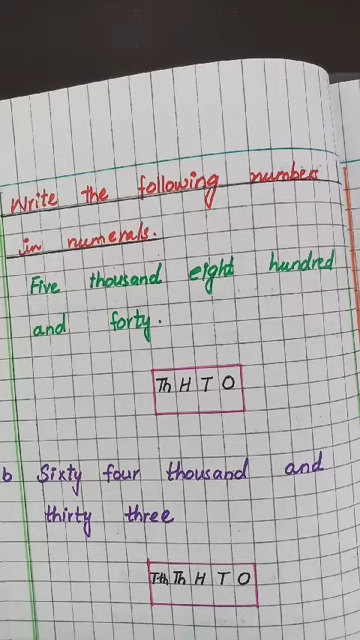 Write the following numbers
in numerals.
Five thousand eight hundred
and forty.
Th H T O
b Sixty four thousand and
thirty three
T-th Th H T O